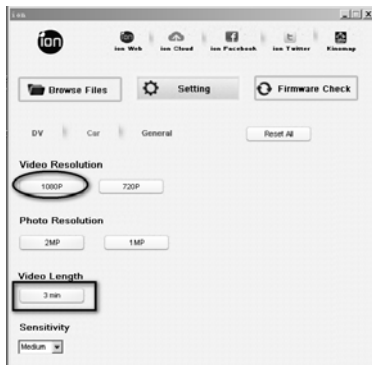 ion
ion Web ion Cloud ion Facebook ion Twitter Kinomap
Browse Files Setting Firmware Check
DV Car General Reset All
Video Resolution
1080P 720P
Photo Resolution
2MP 1MP
Video Length
3 min
Sensitivity
Medium